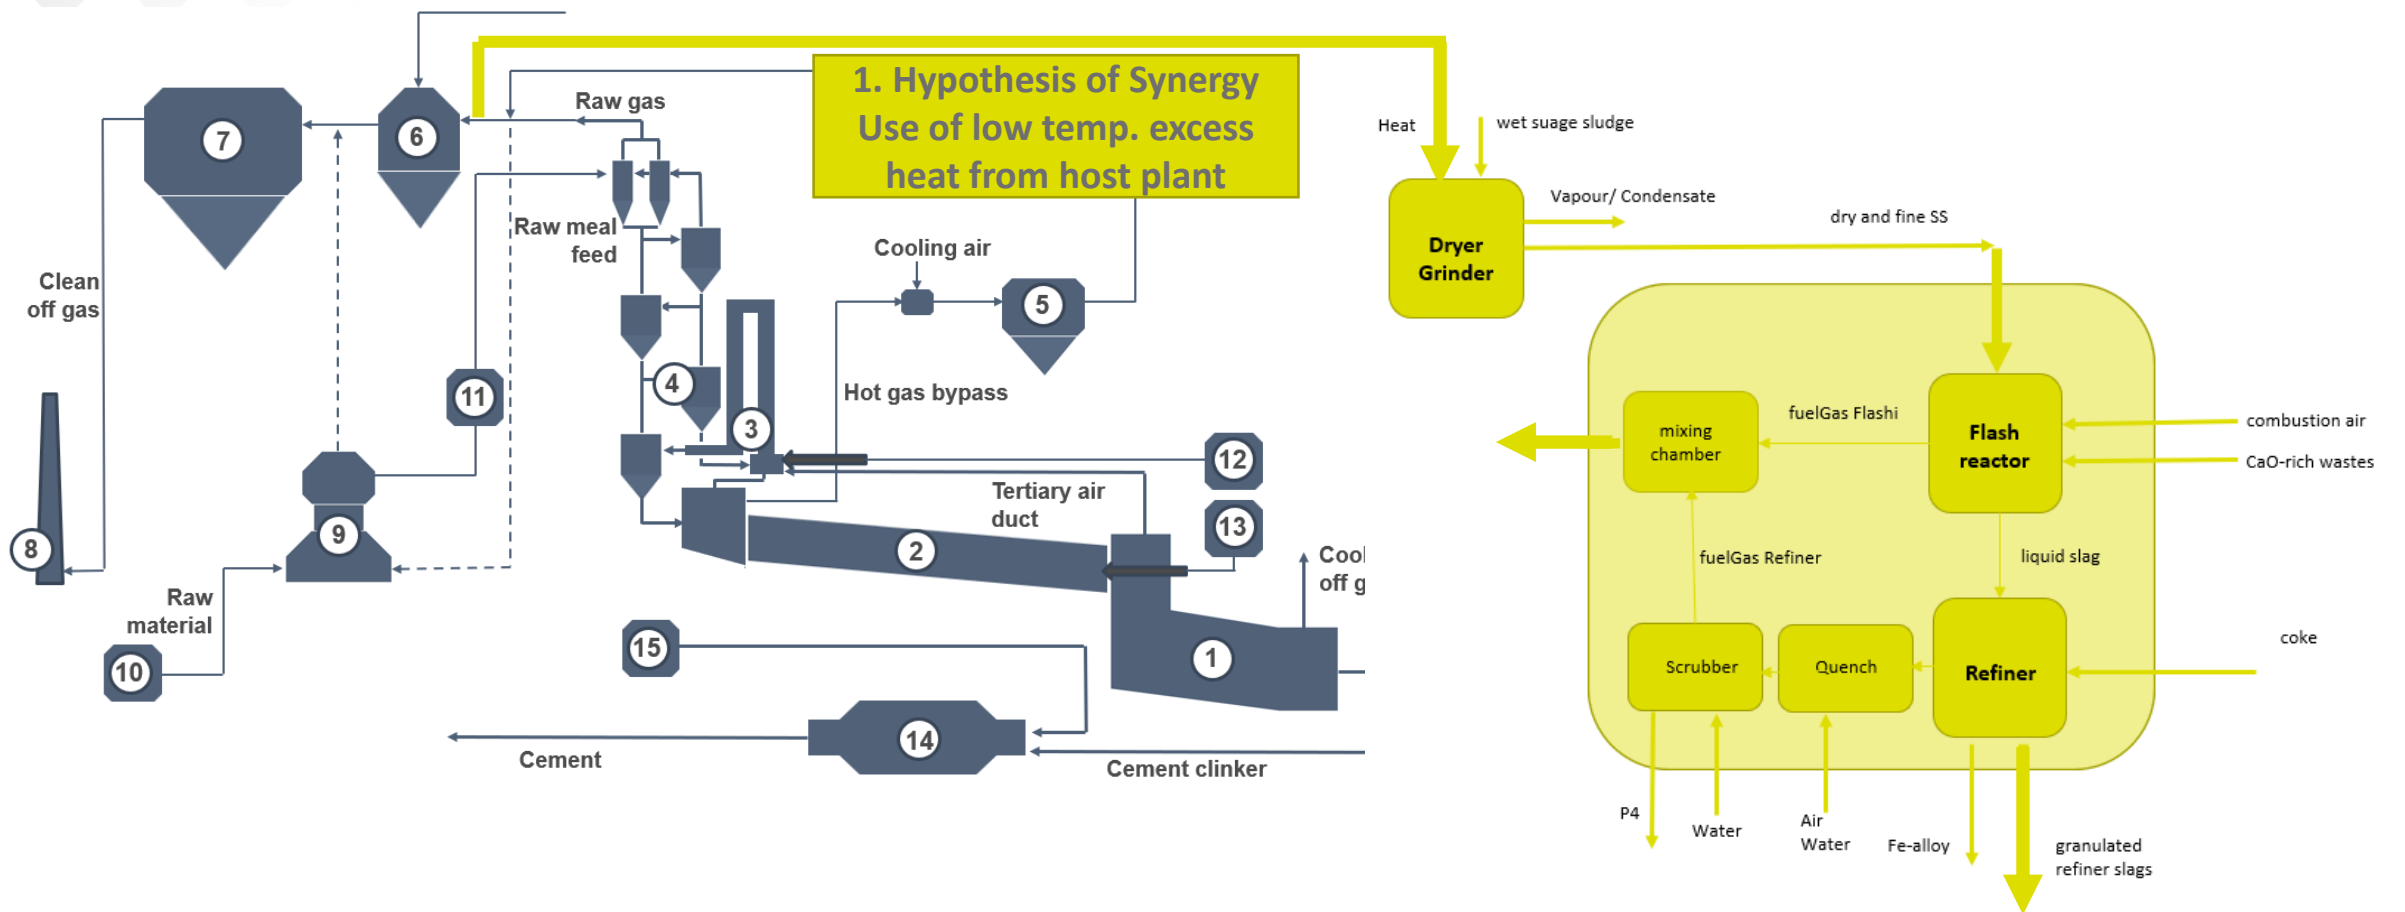 1. Hypothesis of Synergy
Use of low temp. excess
heat from host plant
Raw gas
7
6
Raw meal
feed
Clean
off gas
Cooling air
5
4
Hot gas bypass
3
11
12
Tertiary air
duct
13
8
9
2
Cool
off g
Raw
material
10
15
1
14
Cement
Cement clinker
Heat
wet suage sludge
Vapour/ Condensate
dry and fine SS
Dryer
Grinder
fuelGas Flashi
mixing
chamber
Flash
reactor
combustion air
CaO-rich wastes
fuelGas Refiner
liquid slag
coke
Scrubber
Quench
Refiner
P4
Water
Air
Water
Fe-alloy
granulated
refiner slags